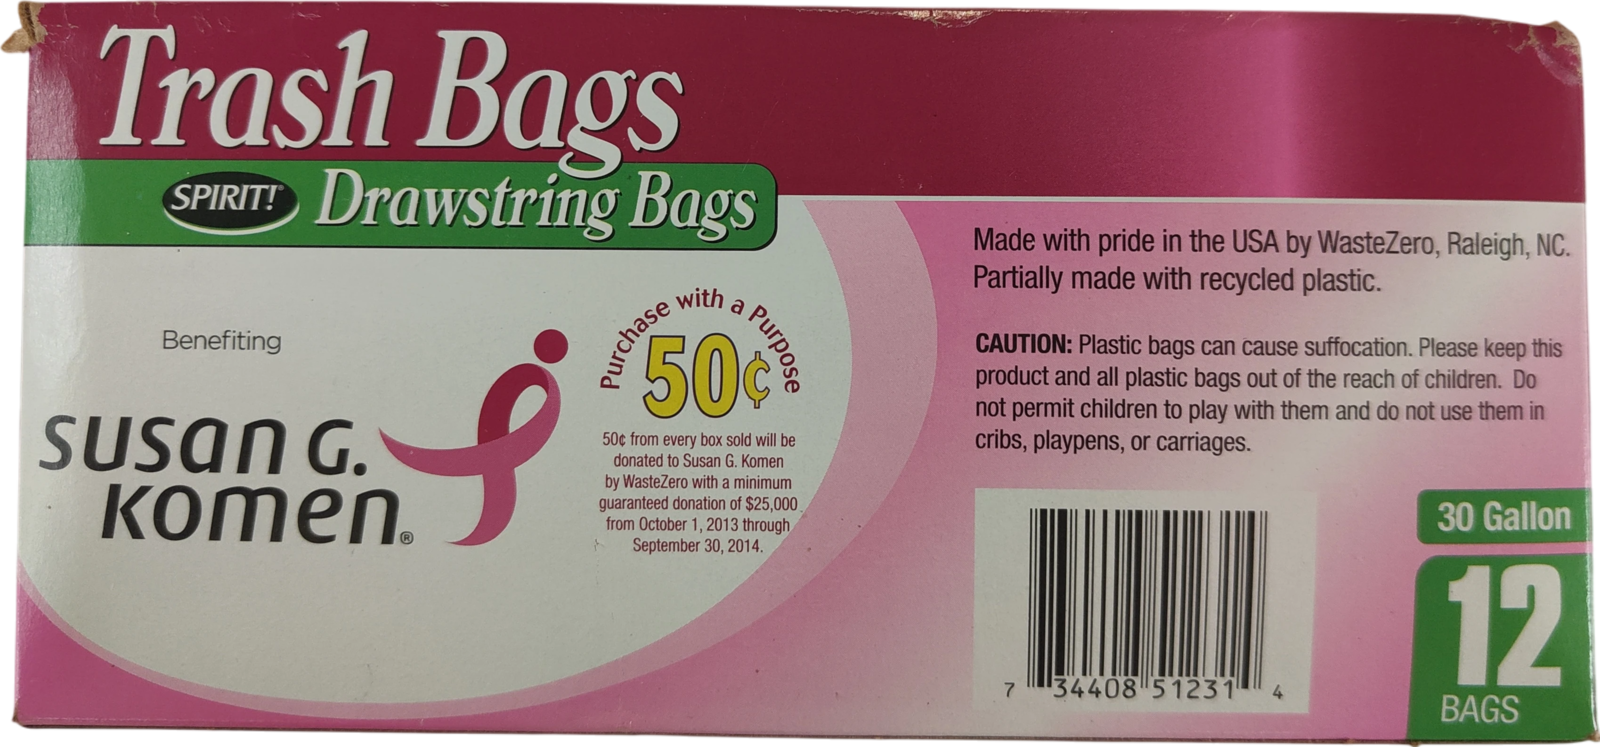 Trash Bags
SPIRIT!® Drawstring Bags
Benefiting
susan G.
Komen®
Purchase with a Purpose
50¢
50¢ from every box sold will be
donated to Susan G. Komen
by WasteZero with a minimum
guaranteed donation of $25,000
from October 1, 2013 through
September 30, 2014.
Made with pride in the USA by WasteZero, Raleigh, NC.
Partially made with recycled plastic.
CAUTION: Plastic bags can cause suffocation. Please keep this
product and all plastic bags out of the reach of children. Do
not permit children to play with them and do not use them in
cribs, playpens, or carriages.
7 34408 51231 4
30 Gallon
12
BAGS